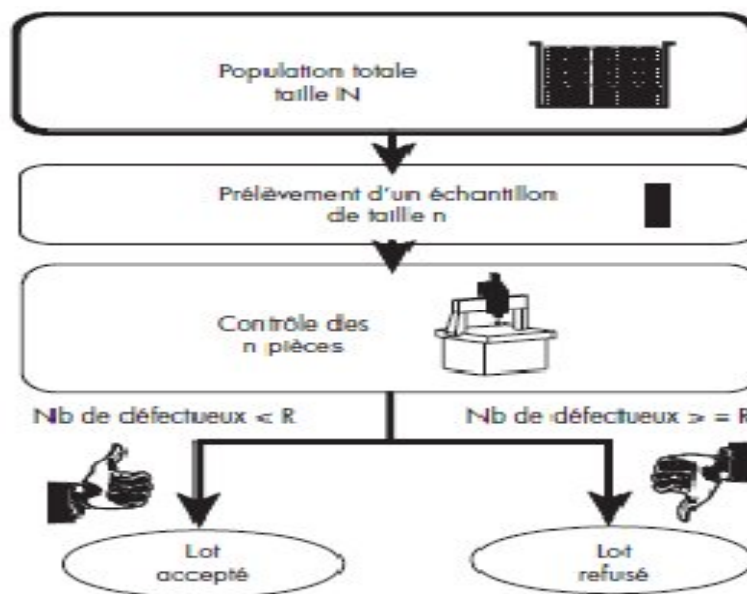 Population totale
taille N
Prélèvement d'un échantillon
de taille n
Contrôle des
n pièces
Nb de défectueux < R
Nb de défectueux > = R
Lot
accepté
Lot
refusé